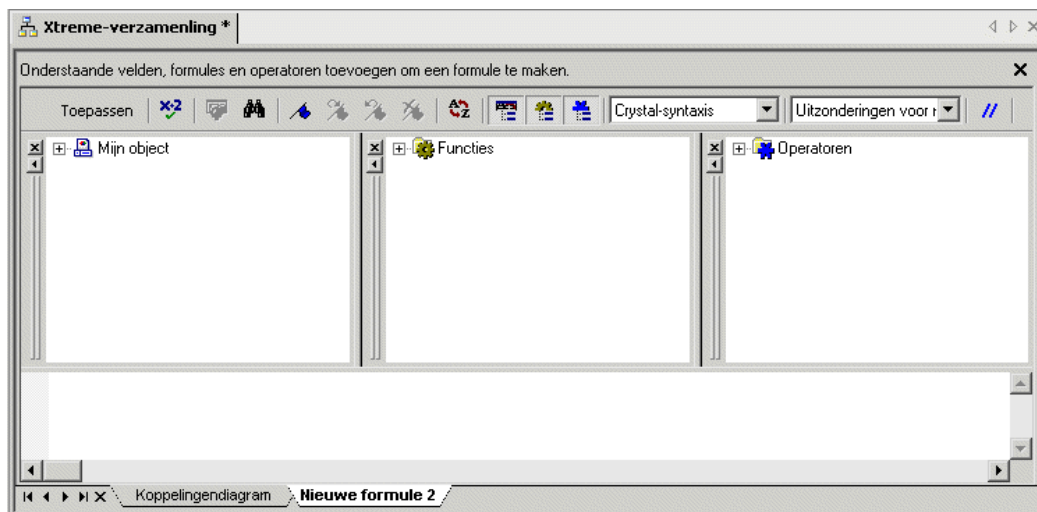 Xtreme-verzamenling *
Onderstaande velden, formules en operatoren toevoegen om een formule te maken.
Toepassen x+2 A Z Crystal-syntaxis Uitzonderingen voor r //
Mijn object Functies Operatoren
Koppelingendiagram Nieuwe formule 2